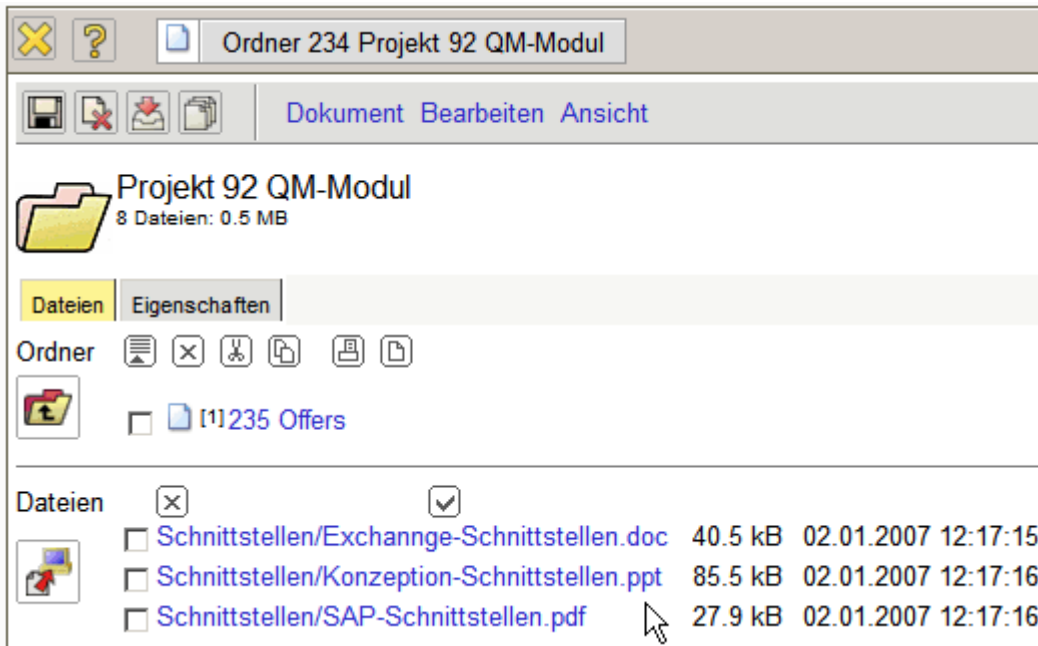 Ordner 234 Projekt 92 QM-Modul
Dokument Bearbeiten Ansicht
Projekt 92 QM-Modul
8 Dateien: 0.5 MB
Dateien Eigenschaften
Ordner
[1] 235 Offers
Dateien
Schnittstellen/Exchannge-Schnittstellen.doc 40.5 kB 02.01.2007 12:17:15
Schnittstellen/Konzeption-Schnittstellen.ppt 85.5 kB 02.01.2007 12:17:16
Schnittstellen/SAP-Schnittstellen.pdf 27.9 kB 02.01.2007 12:17:16